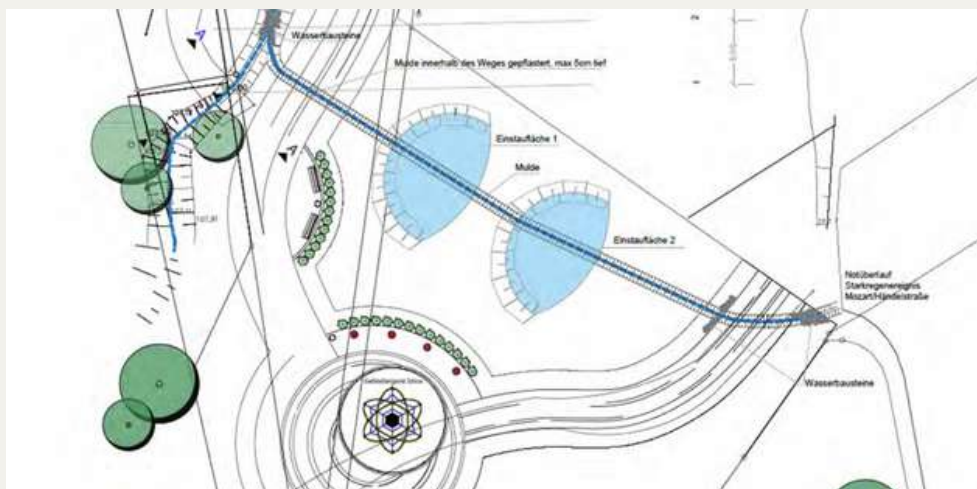 Wasserbausteine
Mulde innerhalb des Weges gepflastert, max 5cm tief
Einstaufläche 1
Mulde
Einstaufläche 2
Notüberlauf
Starkregenereignis
Mozart/Händelstraße
Wasserbausteine
A
A